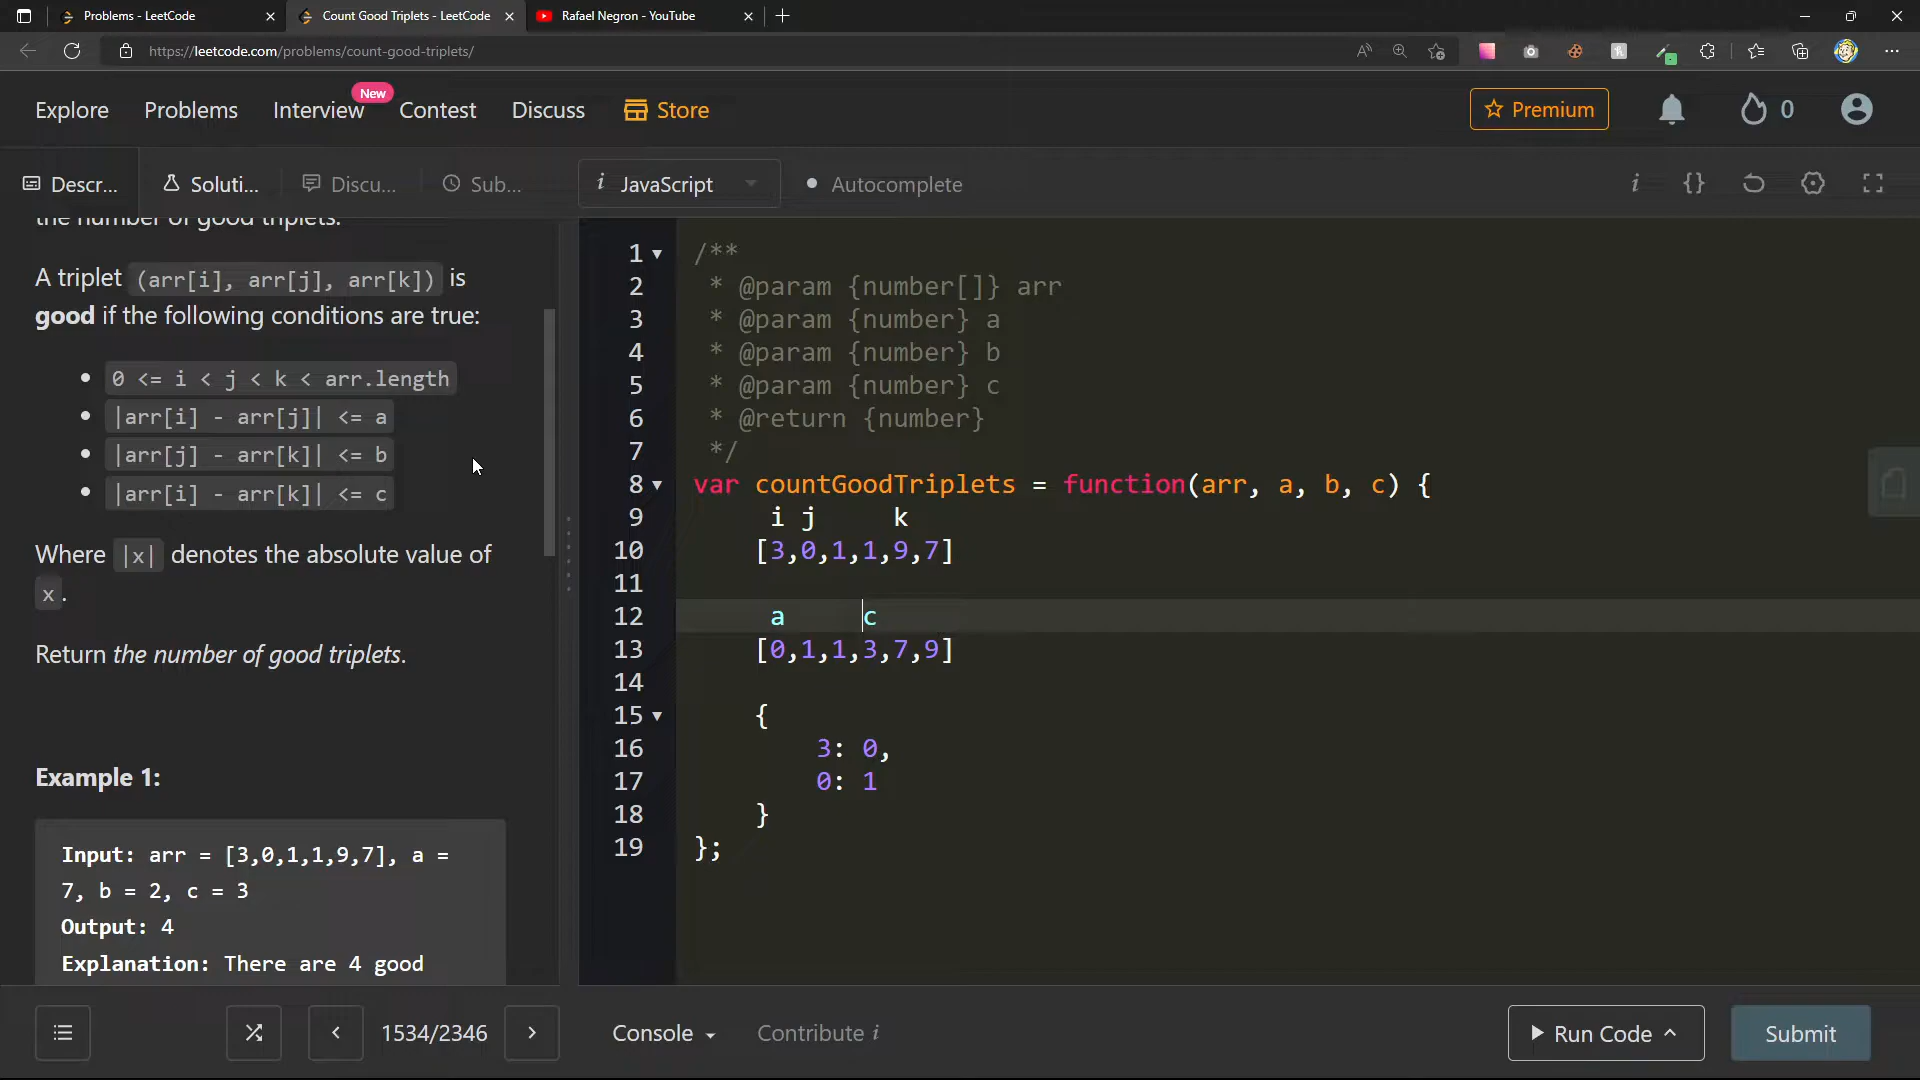 Problems - LeetCode
Count Good Triplets - LeetCode
Rafael Negron - YouTube
https://leetcode.com/problems/count-good-triplets/
Explore
Problems
Interview
New
Contest
Discuss
Store
Premium
0
Descr...
Soluti...
Discu...
Sub...
i JavaScript
Autocomplete
the number of good triplets.
A triplet (arr[i], arr[j], arr[k]) is
good if the following conditions are true:
0 <= i < j < k < arr.length
|arr[i] - arr[j]| <= a
|arr[j] - arr[k]| <= b
|arr[i] - arr[k]| <= c
Where |x| denotes the absolute value of
x.
Return the number of good triplets.
Example 1:
Input: arr = [3,0,1,1,9,7], a =
7, b = 2, c = 3
Output: 4
Explanation: There are 4 good
1 /**
2 * @param {number[]} arr
3 * @param {number} a
4 * @param {number} b
5 * @param {number} c
6 * @return {number}
7 */
8 var countGoodTriplets = function(arr, a, b, c) {
9 i j k
10 [3,0,1,1,9,7]
11
12 a c
13 [0,1,1,3,7,9]
14
15 {
16 3: 0,
17 0: 1
18 }
19 };
1534/2346
Console
Contribute i
Run Code
Submit